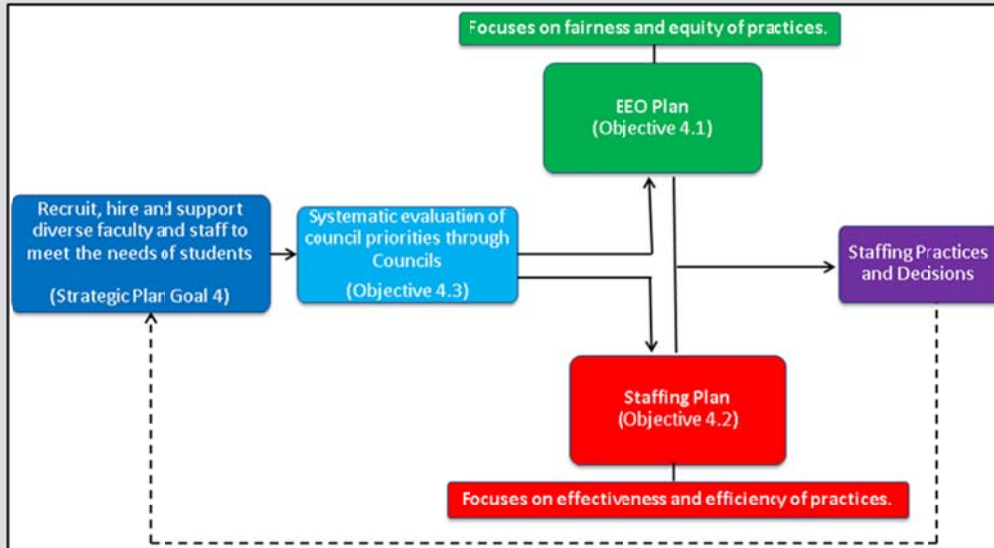 Focuses on fairness and equity of practices.
EEO Plan
(Objective 4.1)
Recruit, hire and support
diverse faculty and staff to
meet the needs of students
(Strategic Plan Goal 4)
Systematic evaluation of
council priorities through
Councils
(Objective 4.3)
Staffing Practices
and Decisions
Staffing Plan
(Objective 4.2)
Focuses on effectiveness and efficiency of practices.